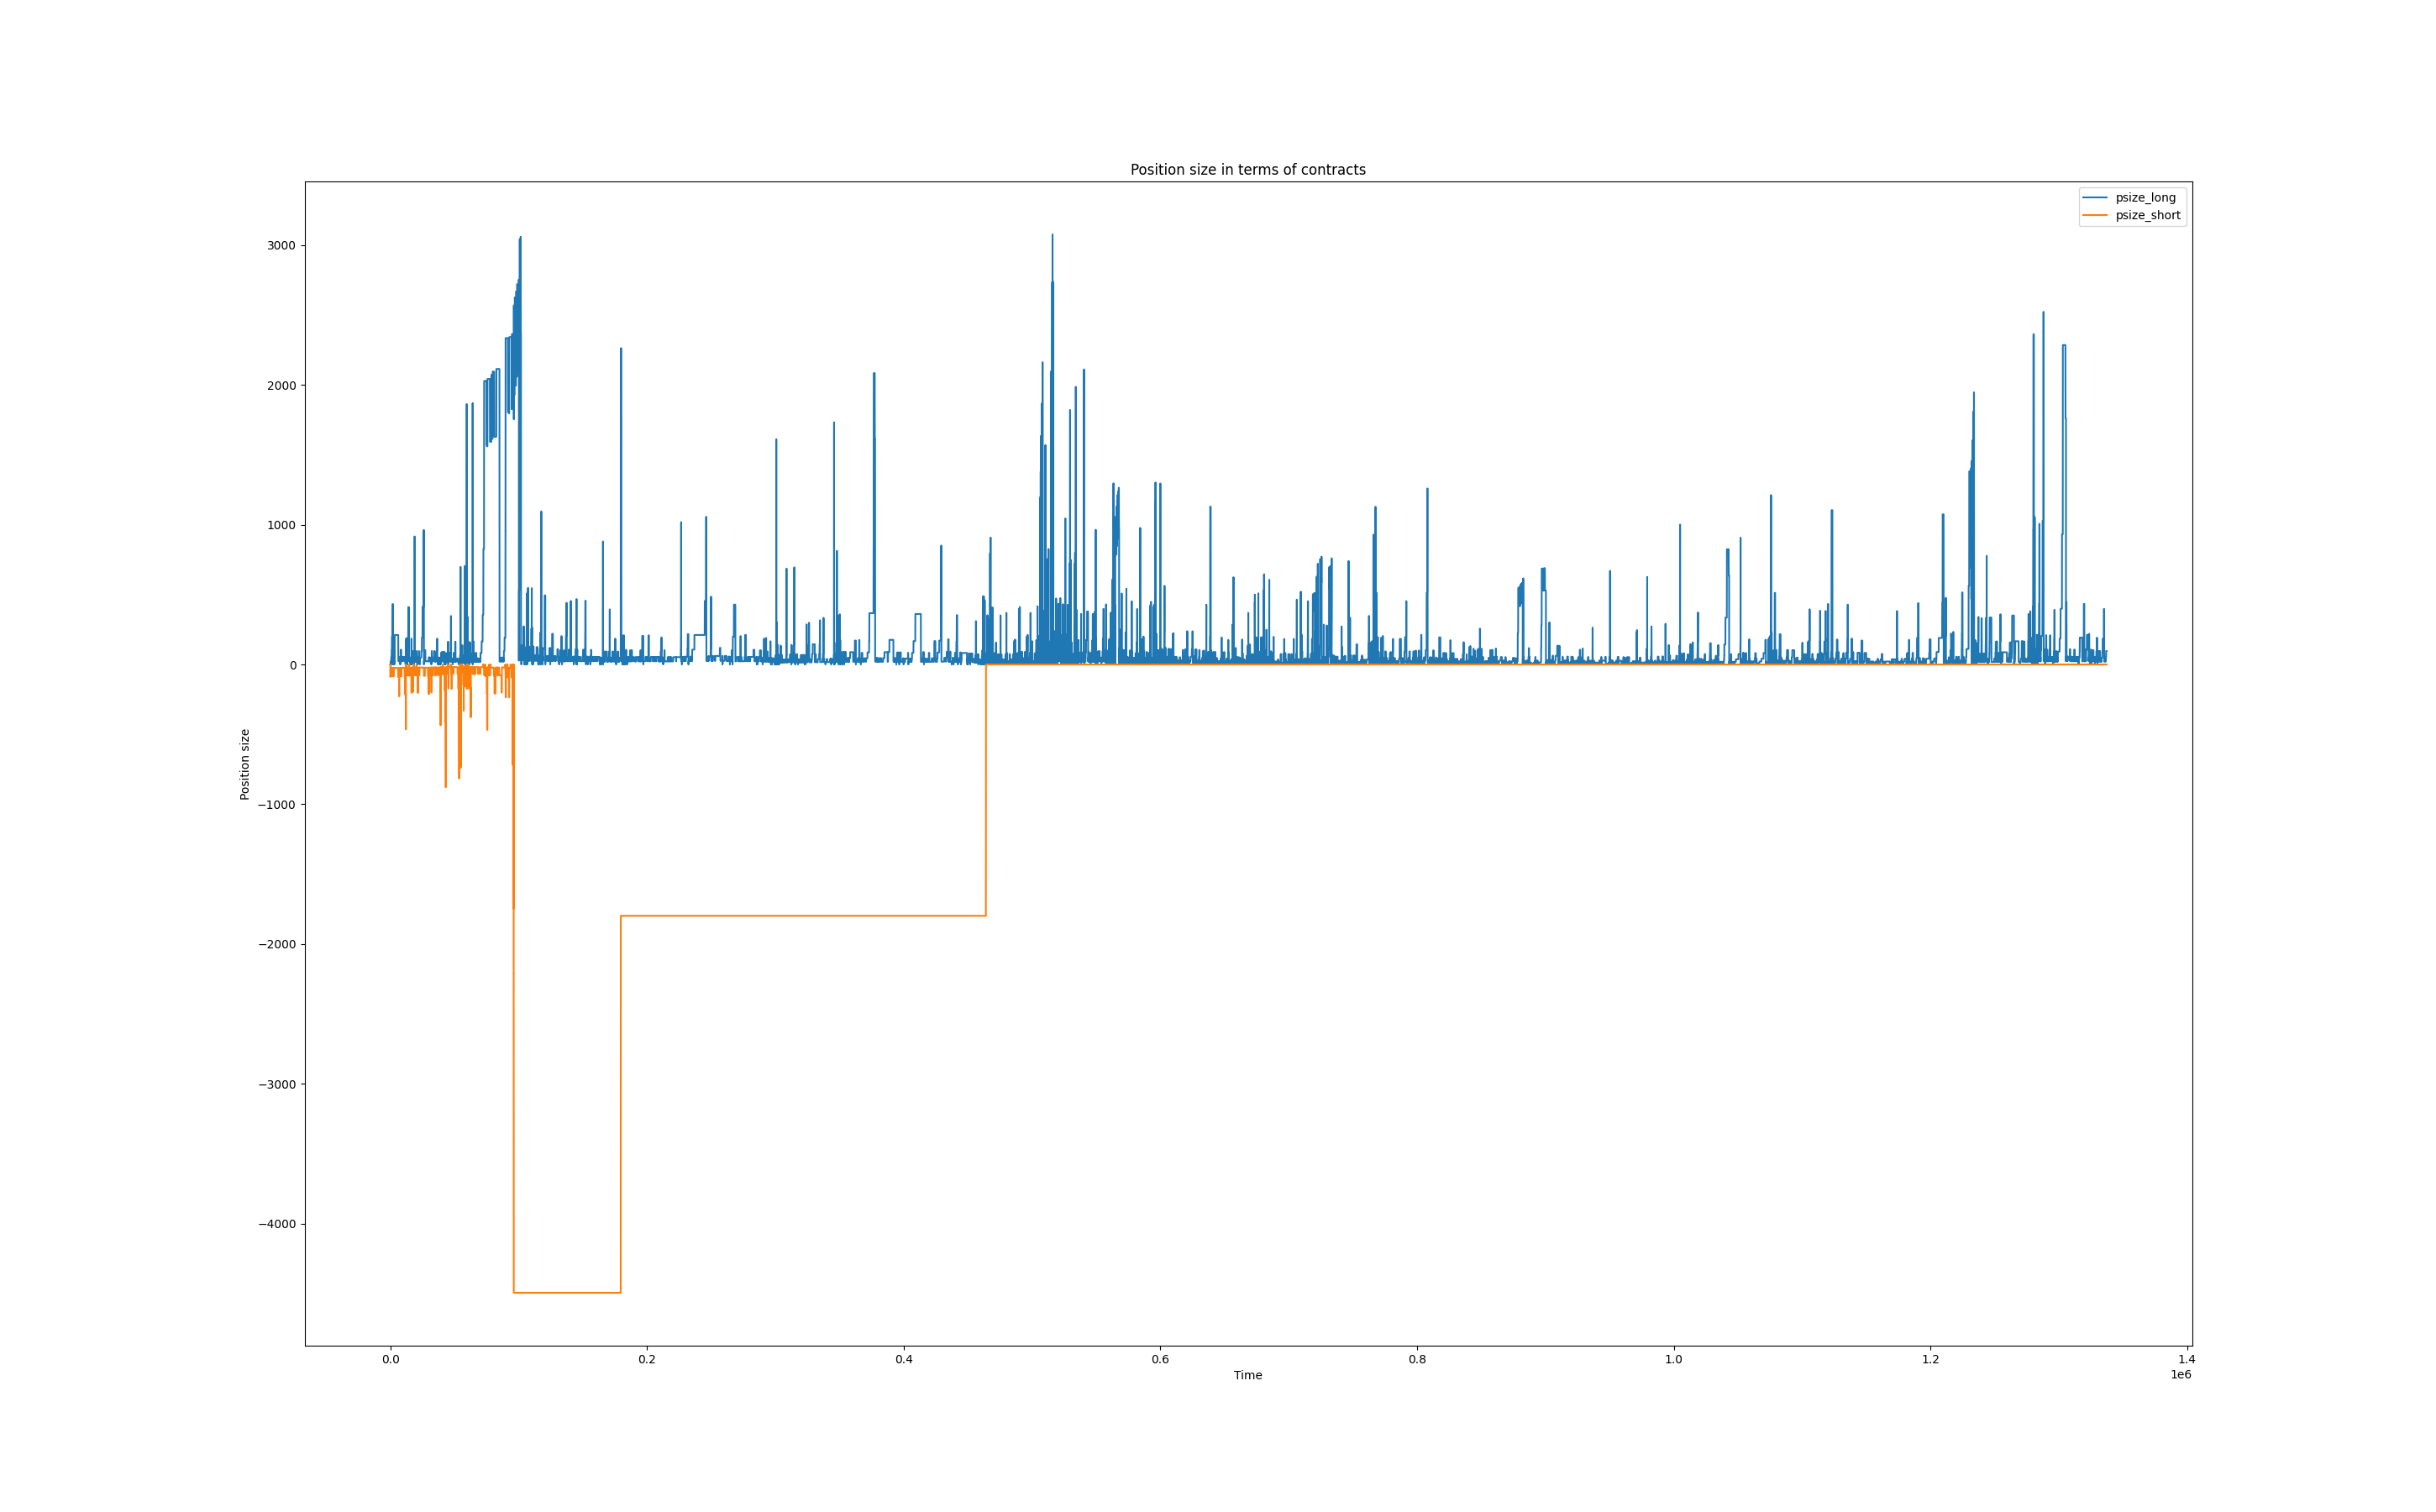 Position size in terms of contracts
psize_long
psize_short
3000
2000
1000
0
−1000
−2000
−3000
−4000
Position size
0.0 0.2 0.4 0.6 0.8 1.0 1.2 1.4
Time
1e6